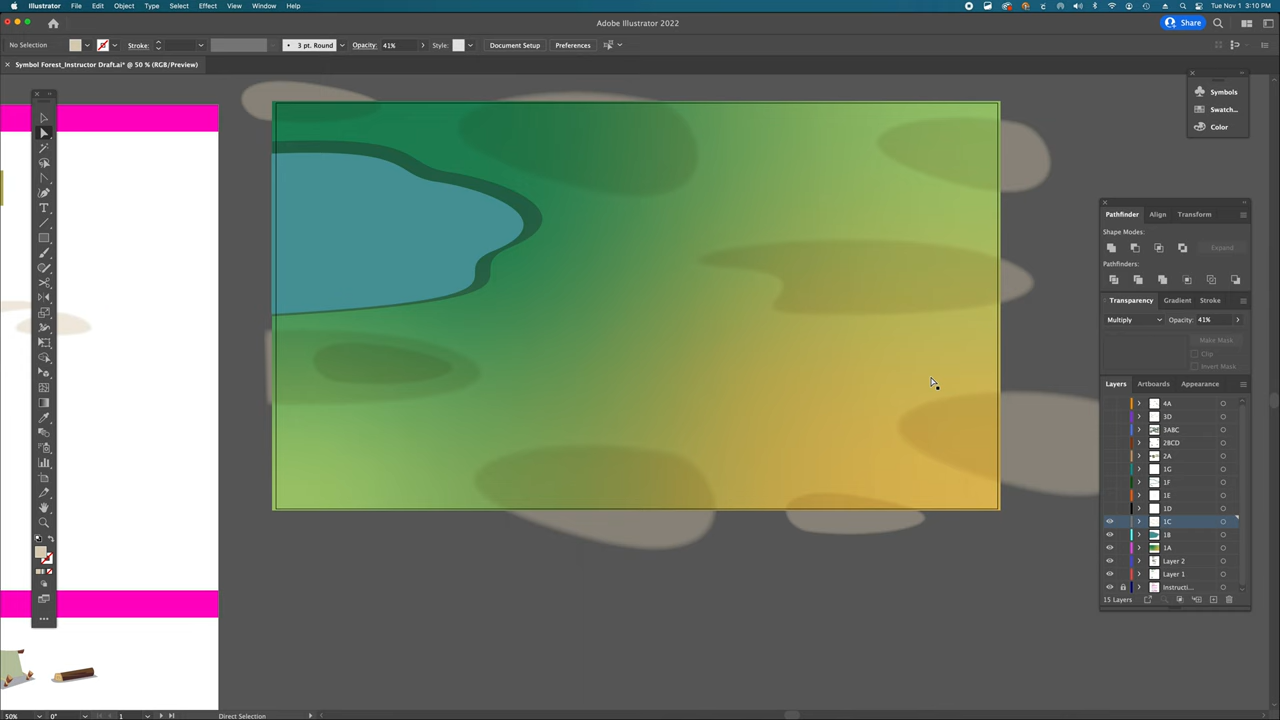 Illustrator File Edit Object Type Select Effect View Window Help Tue Nov 1 3:10 PM
Adobe Illustrator 2022
Share
No Selection Stroke: 3 pt. Round Opacity: 41% Style: Document Setup Preferences
Symbol Forest_Instructor Draft.ai* @ 50 % (RGB/Preview)
Symbols
Swatch...
Color
Pathfinder Align Transform
Shape Modes:
Expand
Pathfinders:
Transparency Gradient Stroke
Multiply Opacity: 41%
Make Mask
Clip
Invert Mask
Layers Artboards Appearance
4A
3D
3ABC
2BCD
2A
1G
1F
1E
1D
1C
1B
1A
Layer 2
Layer 1
Instructi...
15 Layers
50% 0° 1 Direct Selection